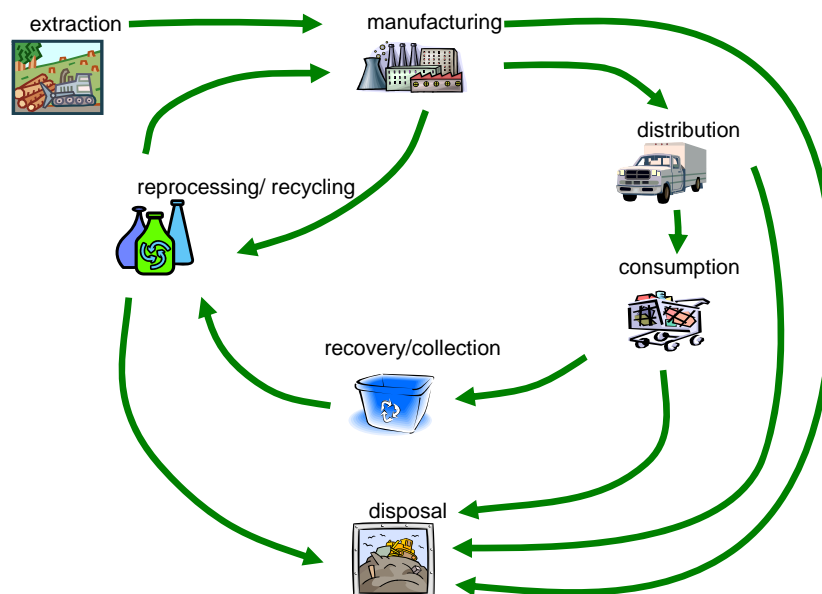 extraction
manufacturing
distribution
reprocessing/ recycling
consumption
recovery/collection
disposal